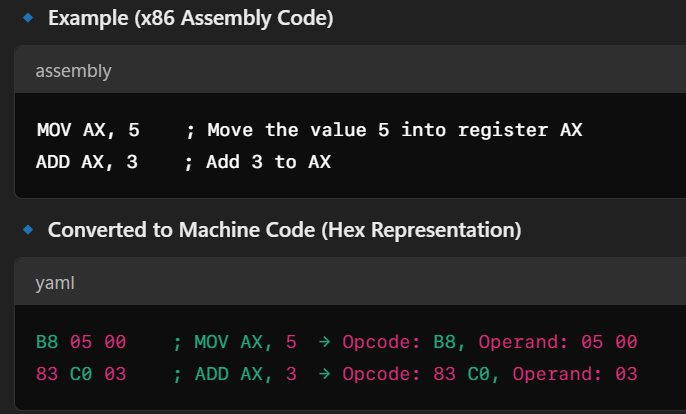 Example (x86 Assembly Code)
assembly
MOV AX, 5    ; Move the value 5 into register AX
ADD AX, 3    ; Add 3 to AX
Converted to Machine Code (Hex Representation)
yaml
B8 05 00    ; MOV AX, 5  → Opcode: B8, Operand: 05 00
83 C0 03    ; ADD AX, 3  → Opcode: 83 C0, Operand: 03